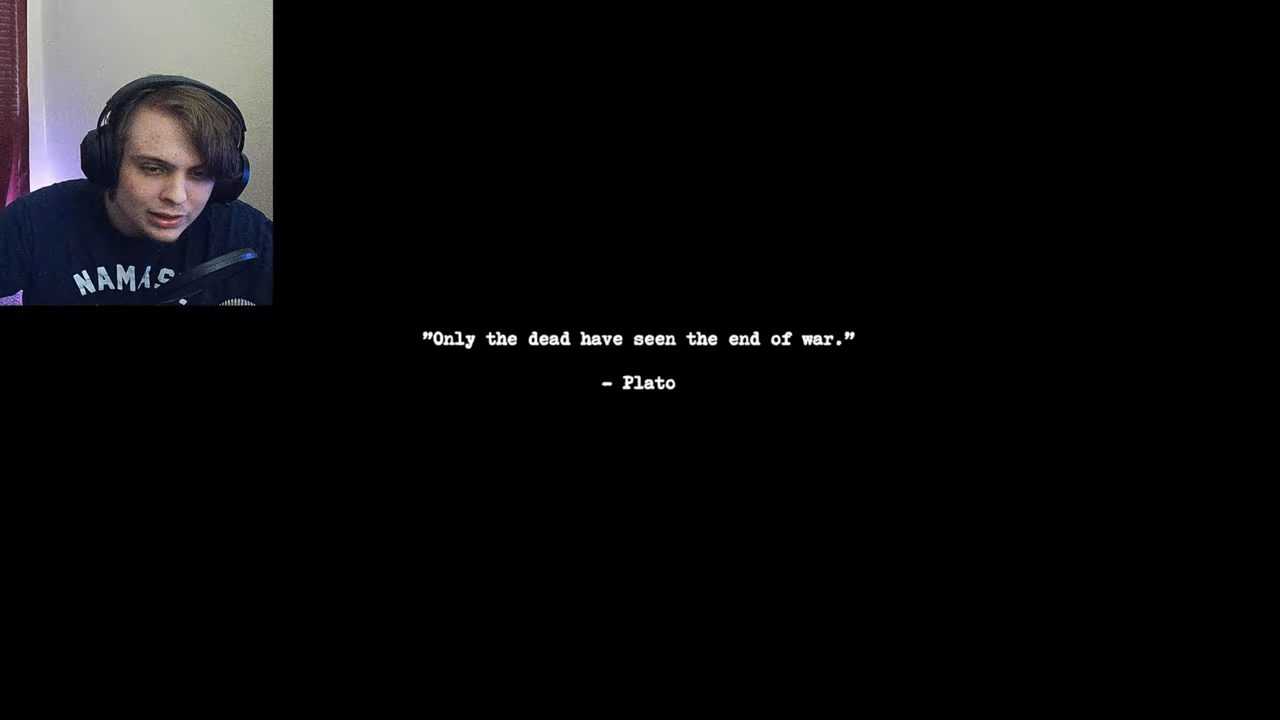 NAMAS
"Only the dead have seen the end of war."
- Plato